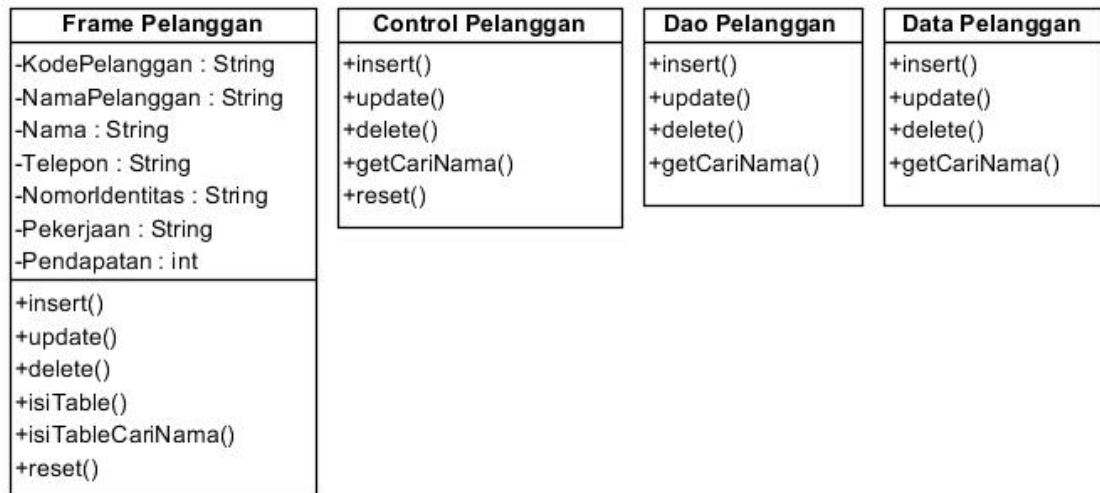 Frame Pelanggan
-KodePelanggan : String
-NamaPelanggan : String
-Nama : String
-Telepon : String
-NomorIdentitas : String
-Pekerjaan : String
-Pendapatan : int
+insert()
+update()
+delete()
+isiTable()
+isiTableCariNama()
+reset()
Control Pelanggan
+insert()
+update()
+delete()
+getCariNama()
+reset()
Dao Pelanggan
+insert()
+update()
+delete()
+getCariNama()
Data Pelanggan
+insert()
+update()
+delete()
+getCariNama()